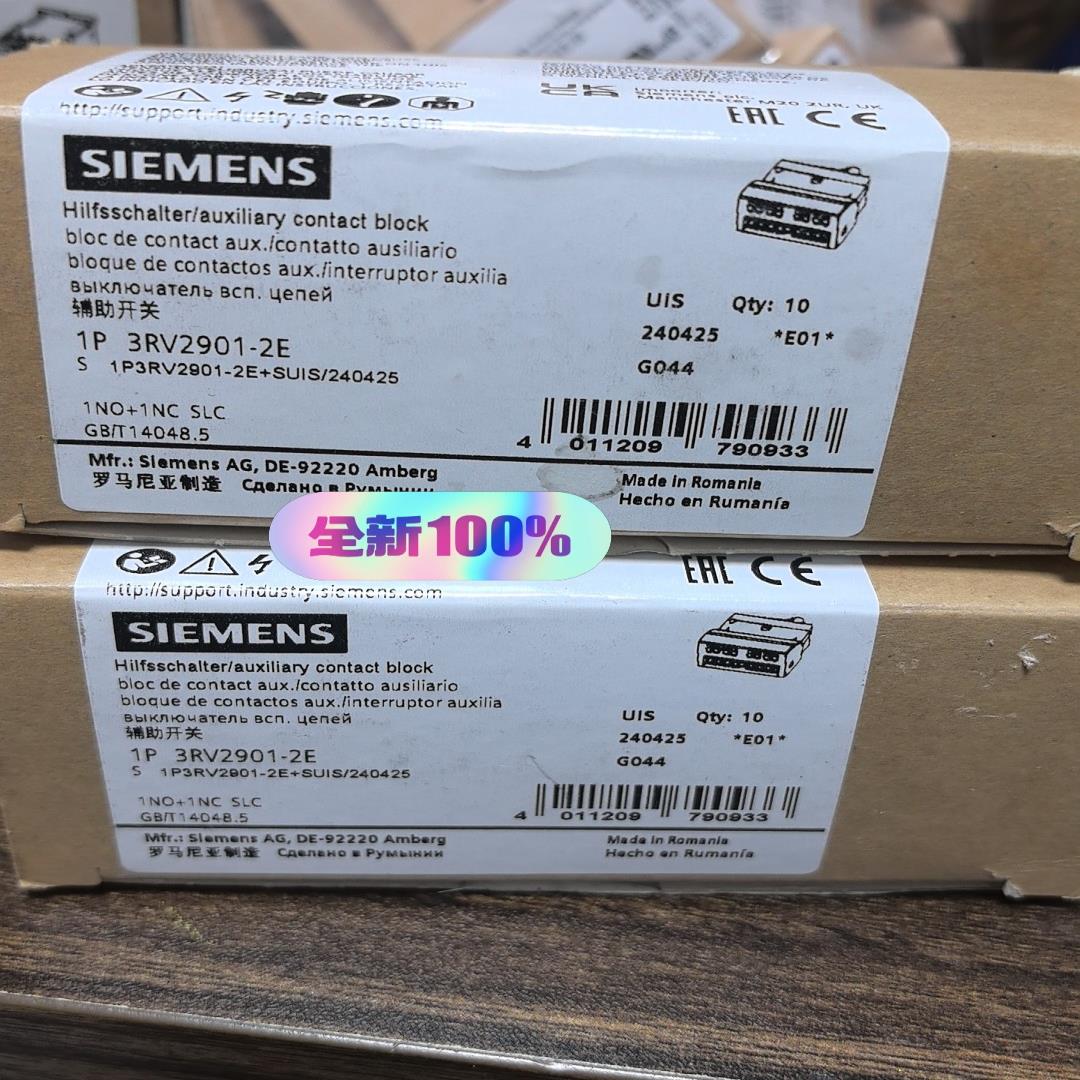 http://support.industry.siemens.com
Manchester M20 2UR, UK
EAC CE
SIEMENS
Hilfsschalter/auxiliary contact block
bloc de contact aux./contatto ausiliario
bloque de contactos aux./interruptor auxilia
выключатель всп. цепей
辅助开关
1P 3RV2901-2E
S 1P3RV2901-2E+SUIS/240425
UIS Qty: 10
240425 *E01*
G044
1NO+1NC SLC
GB/T14048.5
4 011209 790933
Mfr.: Siemens AG, DE-92220 Amberg
罗马尼亚制造 Сделано в Румынии
Made in Romania
Hecho en Rumanía
全新100%
EAC CE
http://support.industry.siemens.com
SIEMENS
Hilfsschalter/auxiliary contact block
bloc de contact aux./contatto ausiliario
bloque de contactos aux./interruptor auxilia
выключатель всп. цепей
辅助开关
1P 3RV2901-2E
S 1P3RV2901-2E+SUIS/240425
UIS Qty: 10
240425 *E01*
G044
1NO+1NC SLC
GB/T14048.5
4 011209 790933
Mfr.: Siemens AG, DE-92220 Amberg
罗马尼亚制造 Сделано в Румынии
Made in Romania
Hecho en Rumanía